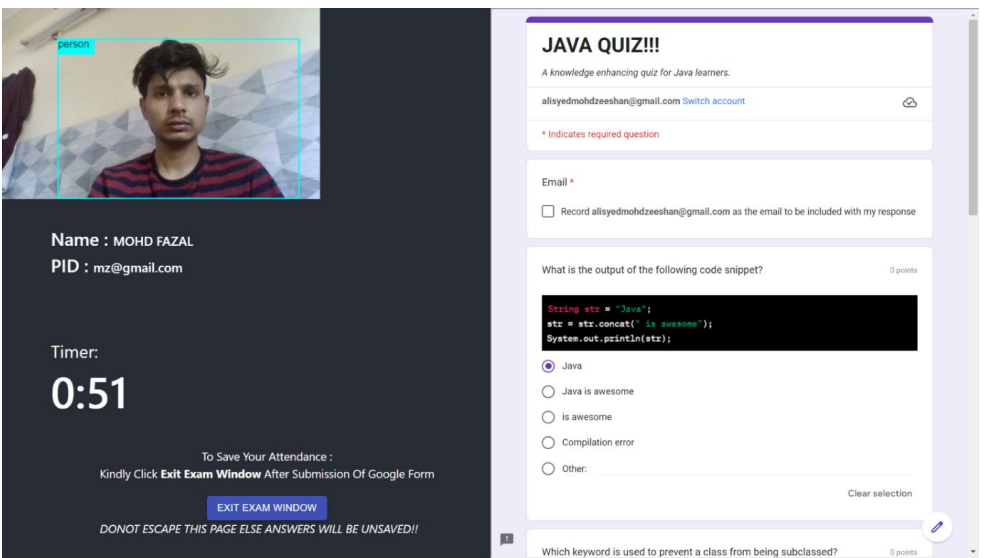 person
Name : MOHD FAZAL
PID : mz@gmail.com
Timer:
0:51
To Save Your Attendance :
Kindly Click Exit Exam Window After Submission Of Google Form
EXIT EXAM WINDOW
DONOT ESCAPE THIS PAGE ELSE ANSWERS WILL BE UNSAVED!!
JAVA QUIZ!!!
A knowledge enhancing quiz for Java learners.
alisyedmohdzeeshan@gmail.com Switch account
* Indicates required question
Email *
Record alisyedmohdzeeshan@gmail.com as the email to be included with my response
What is the output of the following code snippet? 0 points
String str = "Java";
str = str.concat(" is awesome");
System.out.println(str);
Java
Java is awesome
is awesome
Compilation error
Other:
Clear selection
Which keyword is used to prevent a class from being subclassed? 0 points